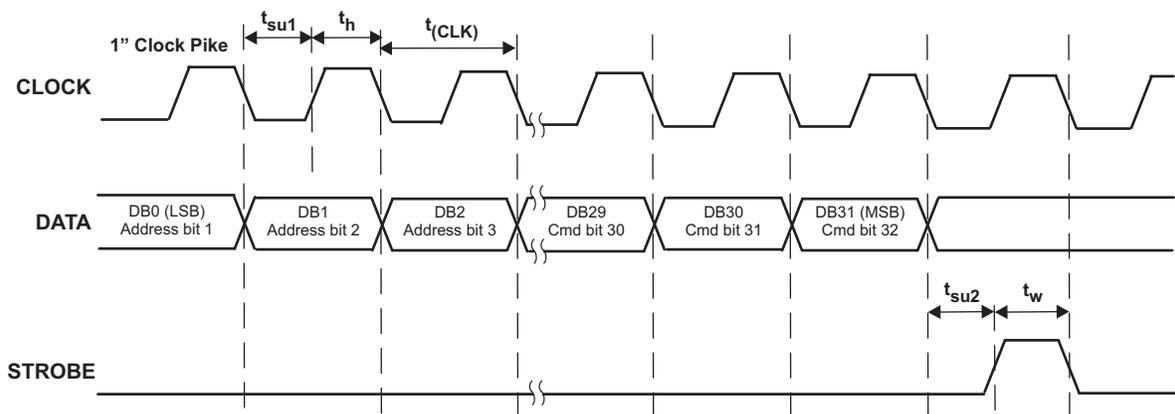 t_su1
t_h
t_(CLK)
1” Clock Pike
CLOCK
DATA
DB0 (LSB)
Address bit 1
DB1
Address bit 2
DB2
Address bit 3
DB29
Cmd bit 30
DB30
Cmd bit 31
DB31 (MSB)
Cmd bit 32
t_su2
t_w
STROBE